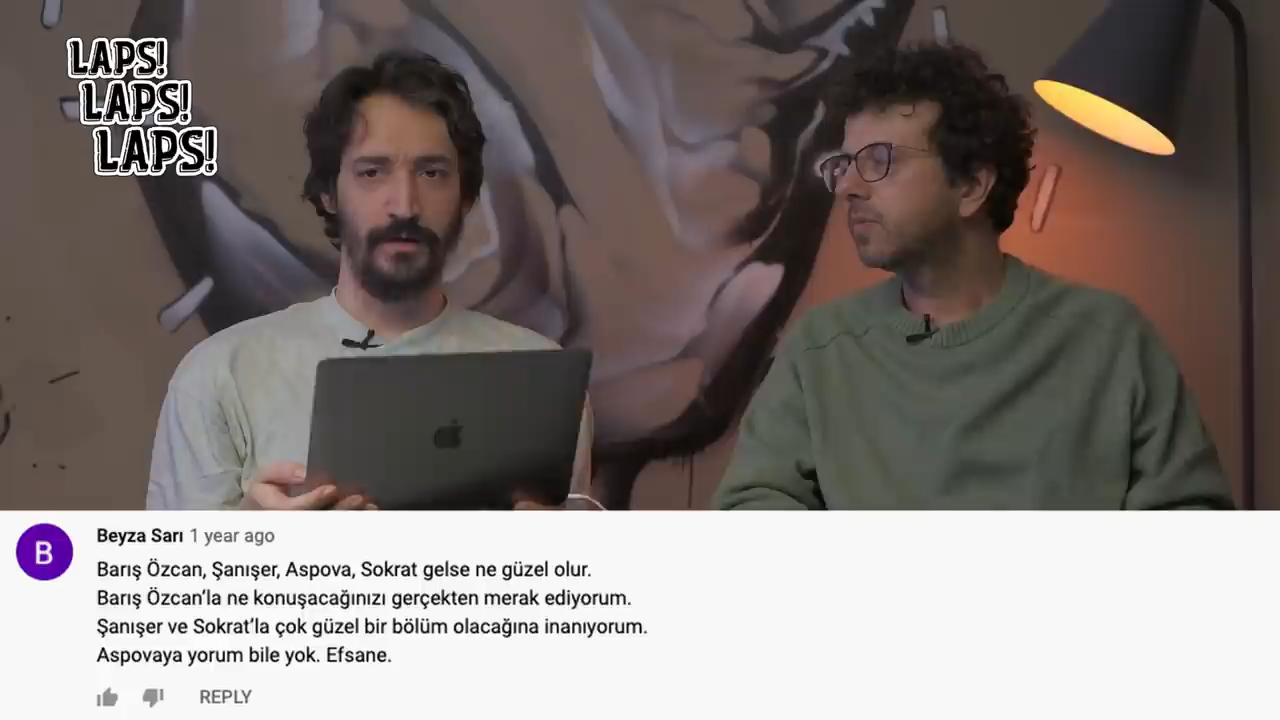 LAPS!
LAPS!
LAPS!
Beyza Sarı 1 year ago
B
Barış Özcan, Şanışer, Aspova, Sokrat gelse ne güzel olur.
Barış Özcan’la ne konuşacağınızı gerçekten merak ediyorum.
Şanışer ve Sokrat’la çok güzel bir bölüm olacağına inanıyorum.
Aspovaya yorum bile yok. Efsane.
REPLY